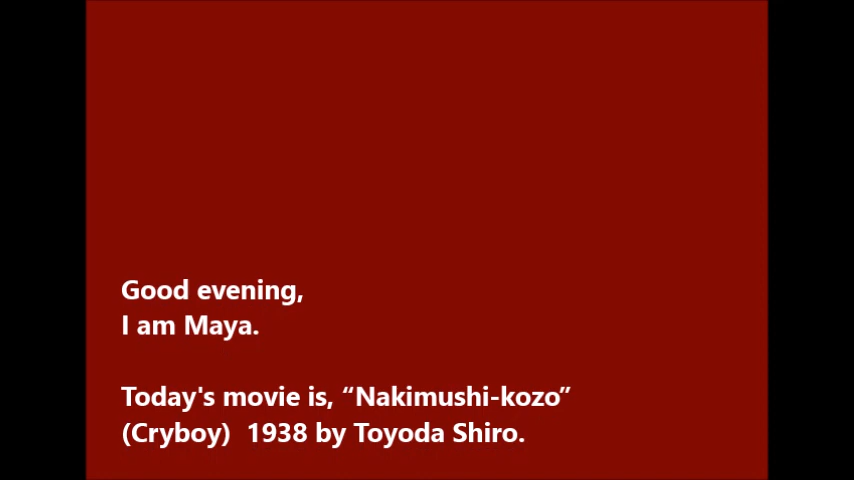 Good evening,
I am Maya.
Today's movie is, “Nakimushi-kozo”
(Cryboy)  1938 by Toyoda Shiro.